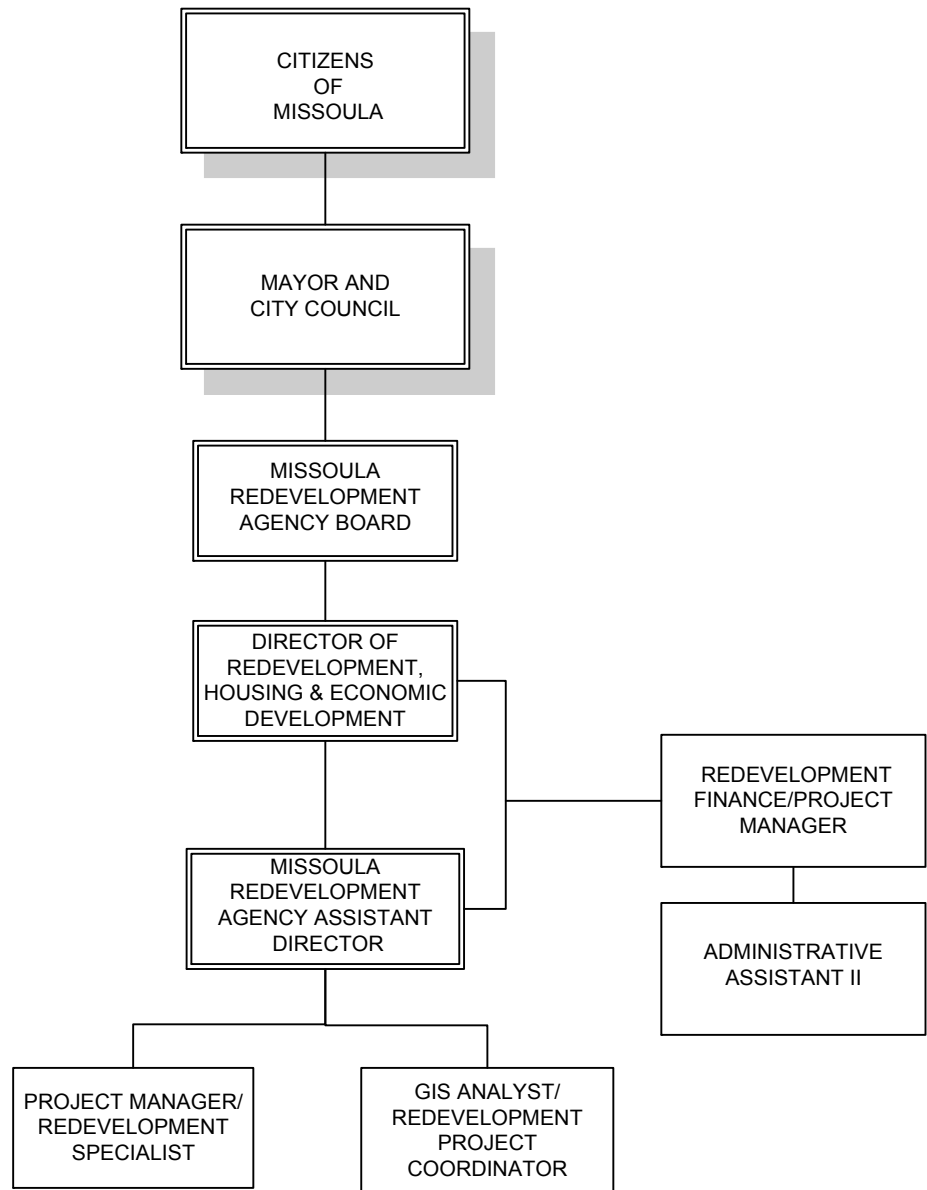 CITIZENS
OF
MISSOULA
MAYOR AND
CITY COUNCIL
MISSOULA
REDEVELOPMENT
AGENCY BOARD
DIRECTOR OF
REDEVELOPMENT,
HOUSING & ECONOMIC
DEVELOPMENT
REDEVELOPMENT
FINANCE/PROJECT
MANAGER
MISSOULA
REDEVELOPMENT
AGENCY ASSISTANT
DIRECTOR
ADMINISTRATIVE
ASSISTANT II
PROJECT MANAGER/
REDEVELOPMENT
SPECIALIST
GIS ANALYST/
REDEVELOPMENT
PROJECT
COORDINATOR